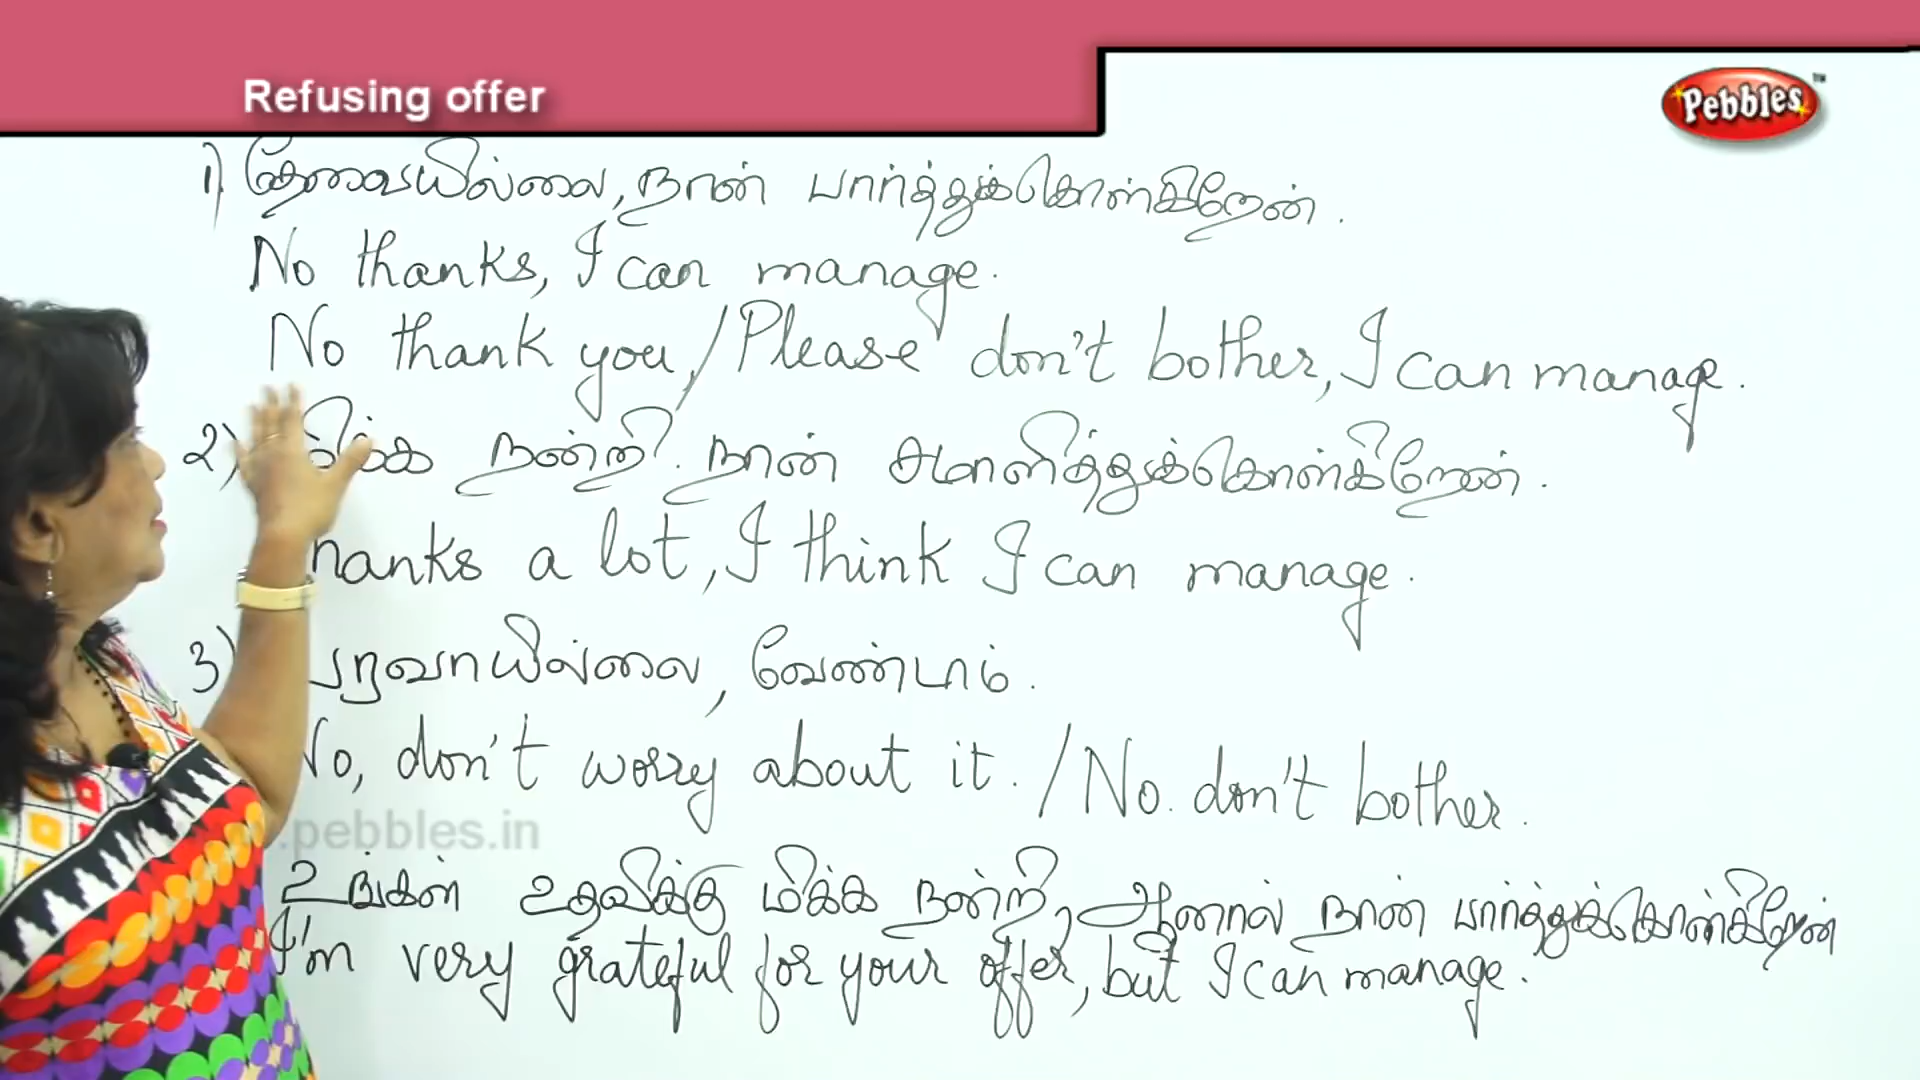 Refusing offer
Pebbles
1) தேவையில்லை, நான் பார்த்துக்கொள்கிறேன்.
No thanks, I can manage.
No thank you, / Please don't bother, I can manage.
2) மிக்க நன்றி. நான் சமாளித்துக்கொள்கிறேன்.
hanks a lot, I think I can manage.
3) பரவாயில்லை, வேண்டாம்.
No, don't worry about it. / No. don't bother.
.pebbles.in
உங்கள் உதவிக்கு மிக்க நன்றி, ஆனால் நான் பார்த்துக்கொள்கிறேன்
I'm very grateful for your offer, but I can manage.